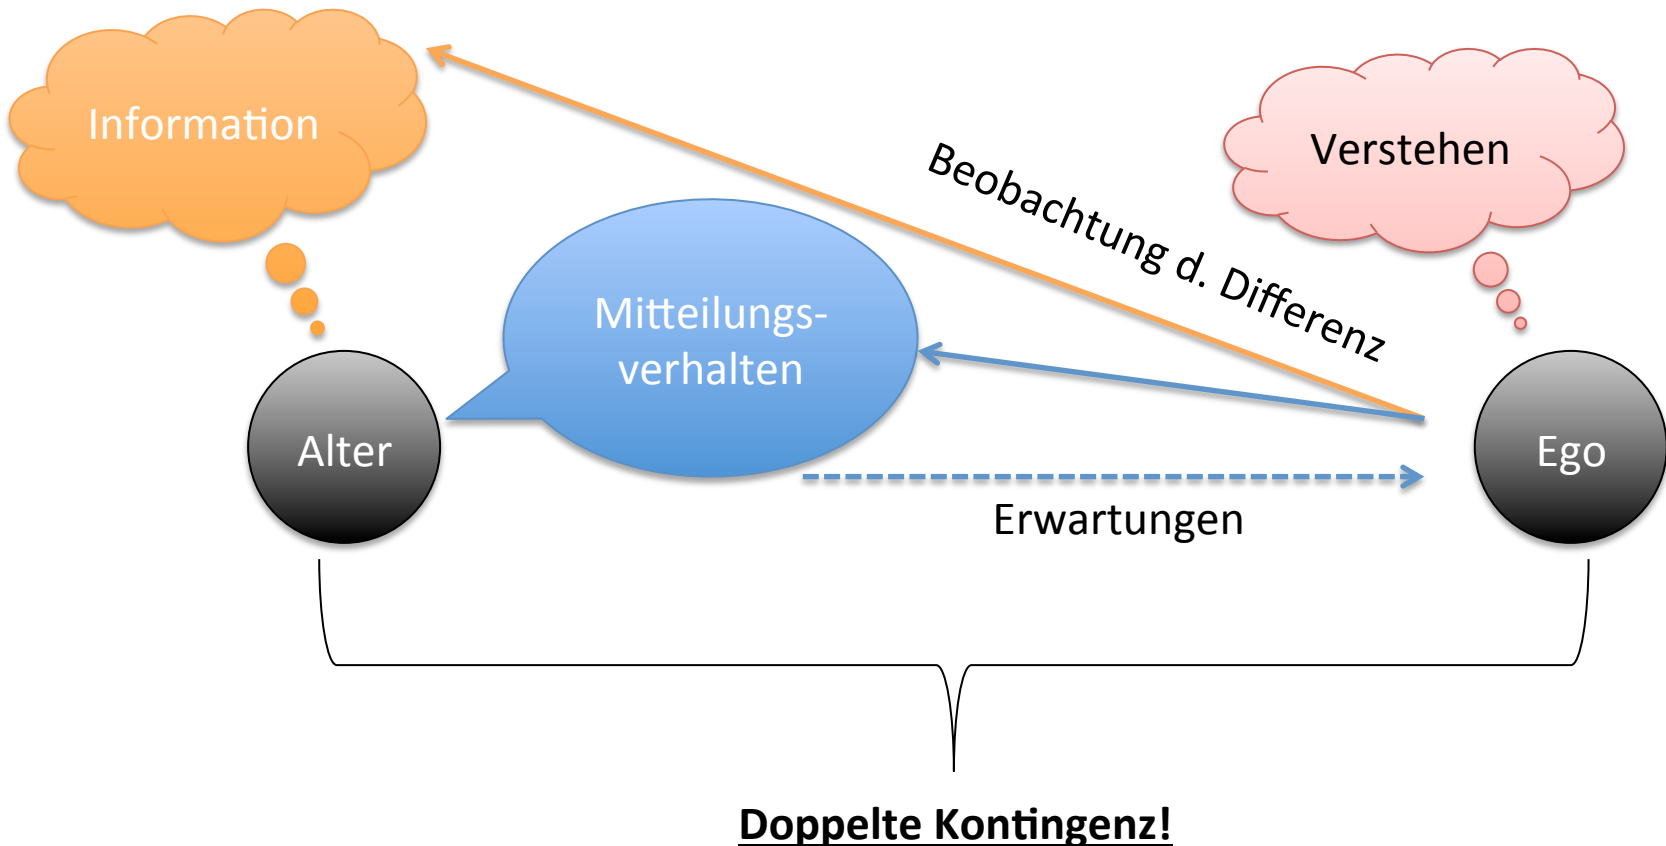 Information
Verstehen
Beobachtung d. Differenz
Mitteilungs-
verhalten
Alter
Ego
Erwartungen
Doppelte Kontingenz!